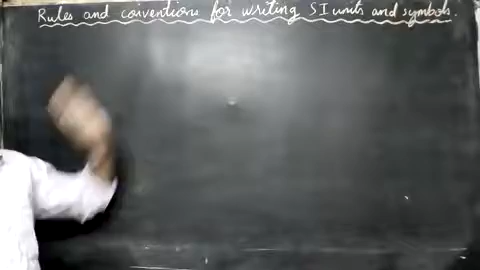 Rules and conventions for writing SI units and symbols.